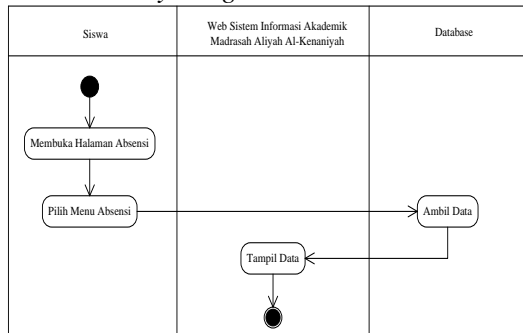 Siswa
Web Sistem Informasi Akademik
Madrasah Aliyah Al-Kenaniyah
Database
Membuka Halaman Absensi
Pilih Menu Absensi
Ambil Data
Tampil Data